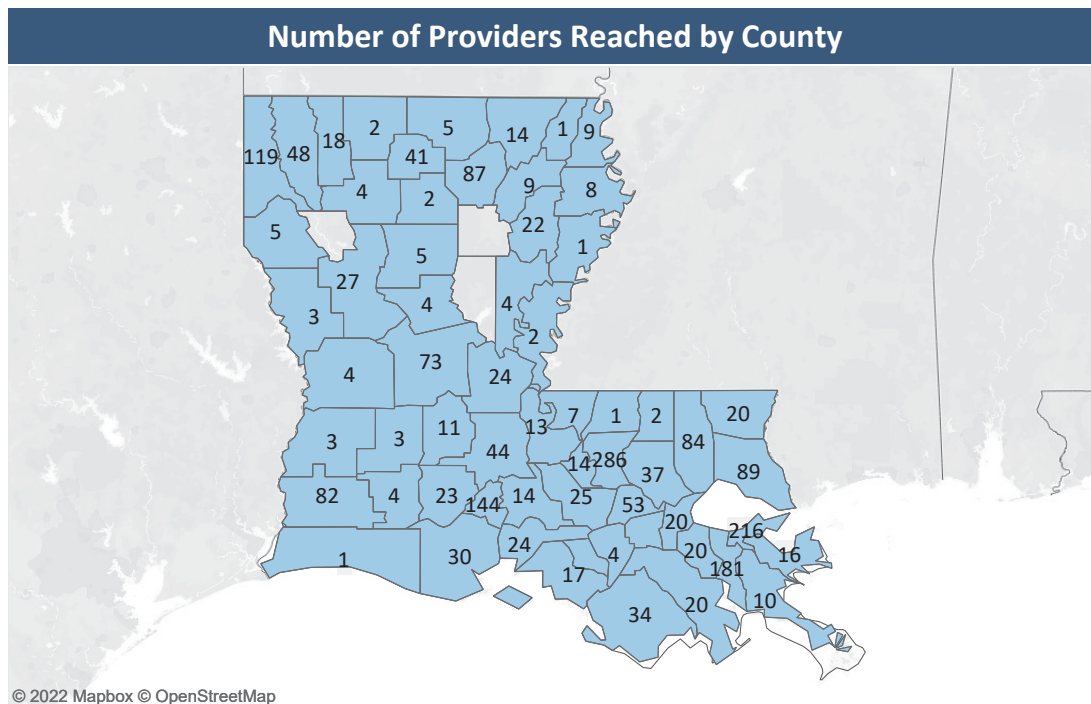 Number of Providers Reached by County
119 48 18 2 5 14 1 9
41
87
4 2 9 8
22
5 5 1
27
3 4 4
2
4 73 24
13 7 1 2 20
3 3 11 44 84
14 286 37 89
82 4 23 144 14 25 53
20 216
1 30 24 4 20 181 16
17
34 20 10
© 2022 Mapbox © OpenStreetMap